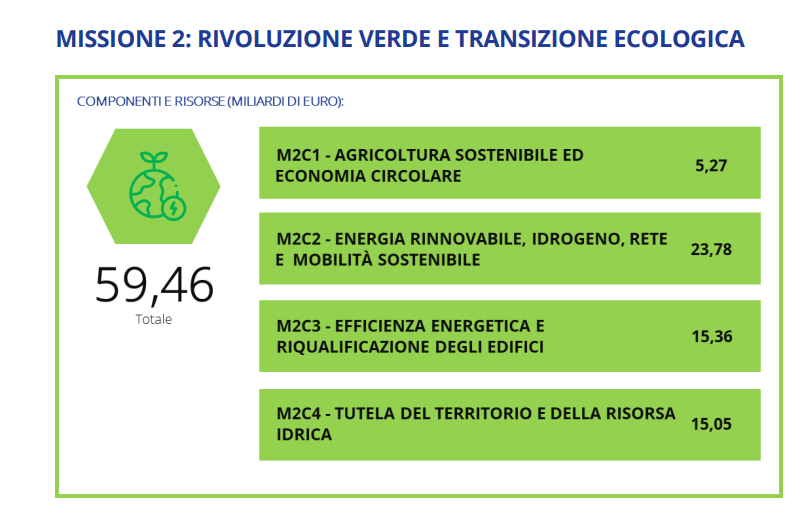 MISSIONE 2: RIVOLUZIONE VERDE E TRANSIZIONE ECOLOGICA
COMPONENTI E RISORSE (MILIARDI DI EURO):
59,46
Totale
M2C1 - AGRICOLTURA SOSTENIBILE ED
ECONOMIA CIRCOLARE
5,27
M2C2 - ENERGIA RINNOVABILE, IDROGENO, RETE
E MOBILITÀ SOSTENIBILE
23,78
M2C3 - EFFICIENZA ENERGETICA E
RIQUALIFICAZIONE DEGLI EDIFICI
15,36
M2C4 - TUTELA DEL TERRITORIO E DELLA RISORSA
IDRICA
15,05